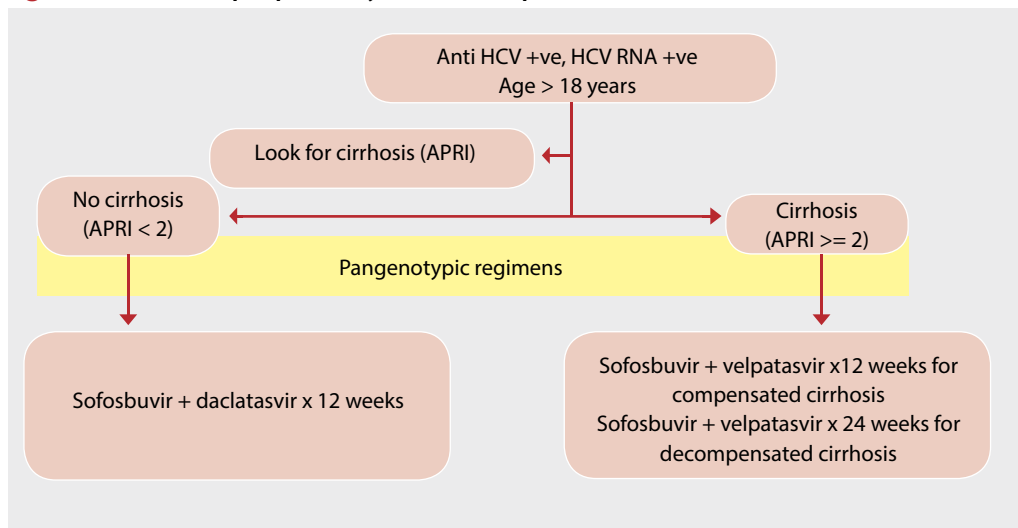 Anti HCV +ve, HCV RNA +ve
Age > 18 years
Look for cirrhosis (APRI)
No cirrhosis
(APRI < 2)
Cirrhosis
(APRI >= 2)
Pangenotypic regimens
Sofosbuvir + daclatasvir x 12 weeks
Sofosbuvir + velpatasvir x12 weeks for
compensated cirrhosis
Sofosbuvir + velpatasvir x 24 weeks for
decompensated cirrhosis